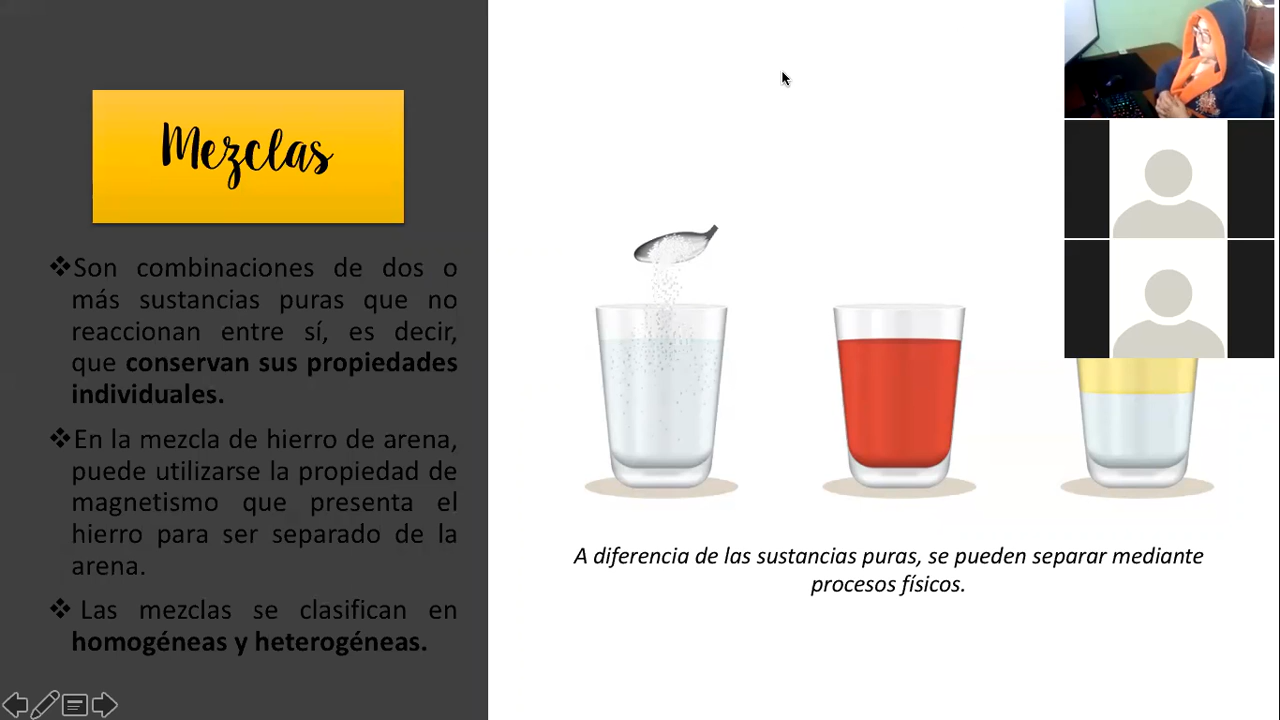 Mezclas
❖Son combinaciones de dos o
más sustancias puras que no
reaccionan entre sí, es decir,
que conservan sus propiedades
individuales.
❖En la mezcla de hierro de arena,
puede utilizarse la propiedad de
magnetismo que presenta el
hierro para ser separado de la
arena.
❖ Las mezclas se clasifican en
homogéneas y heterogéneas.
A diferencia de las sustancias puras, se pueden separar mediante
procesos físicos.